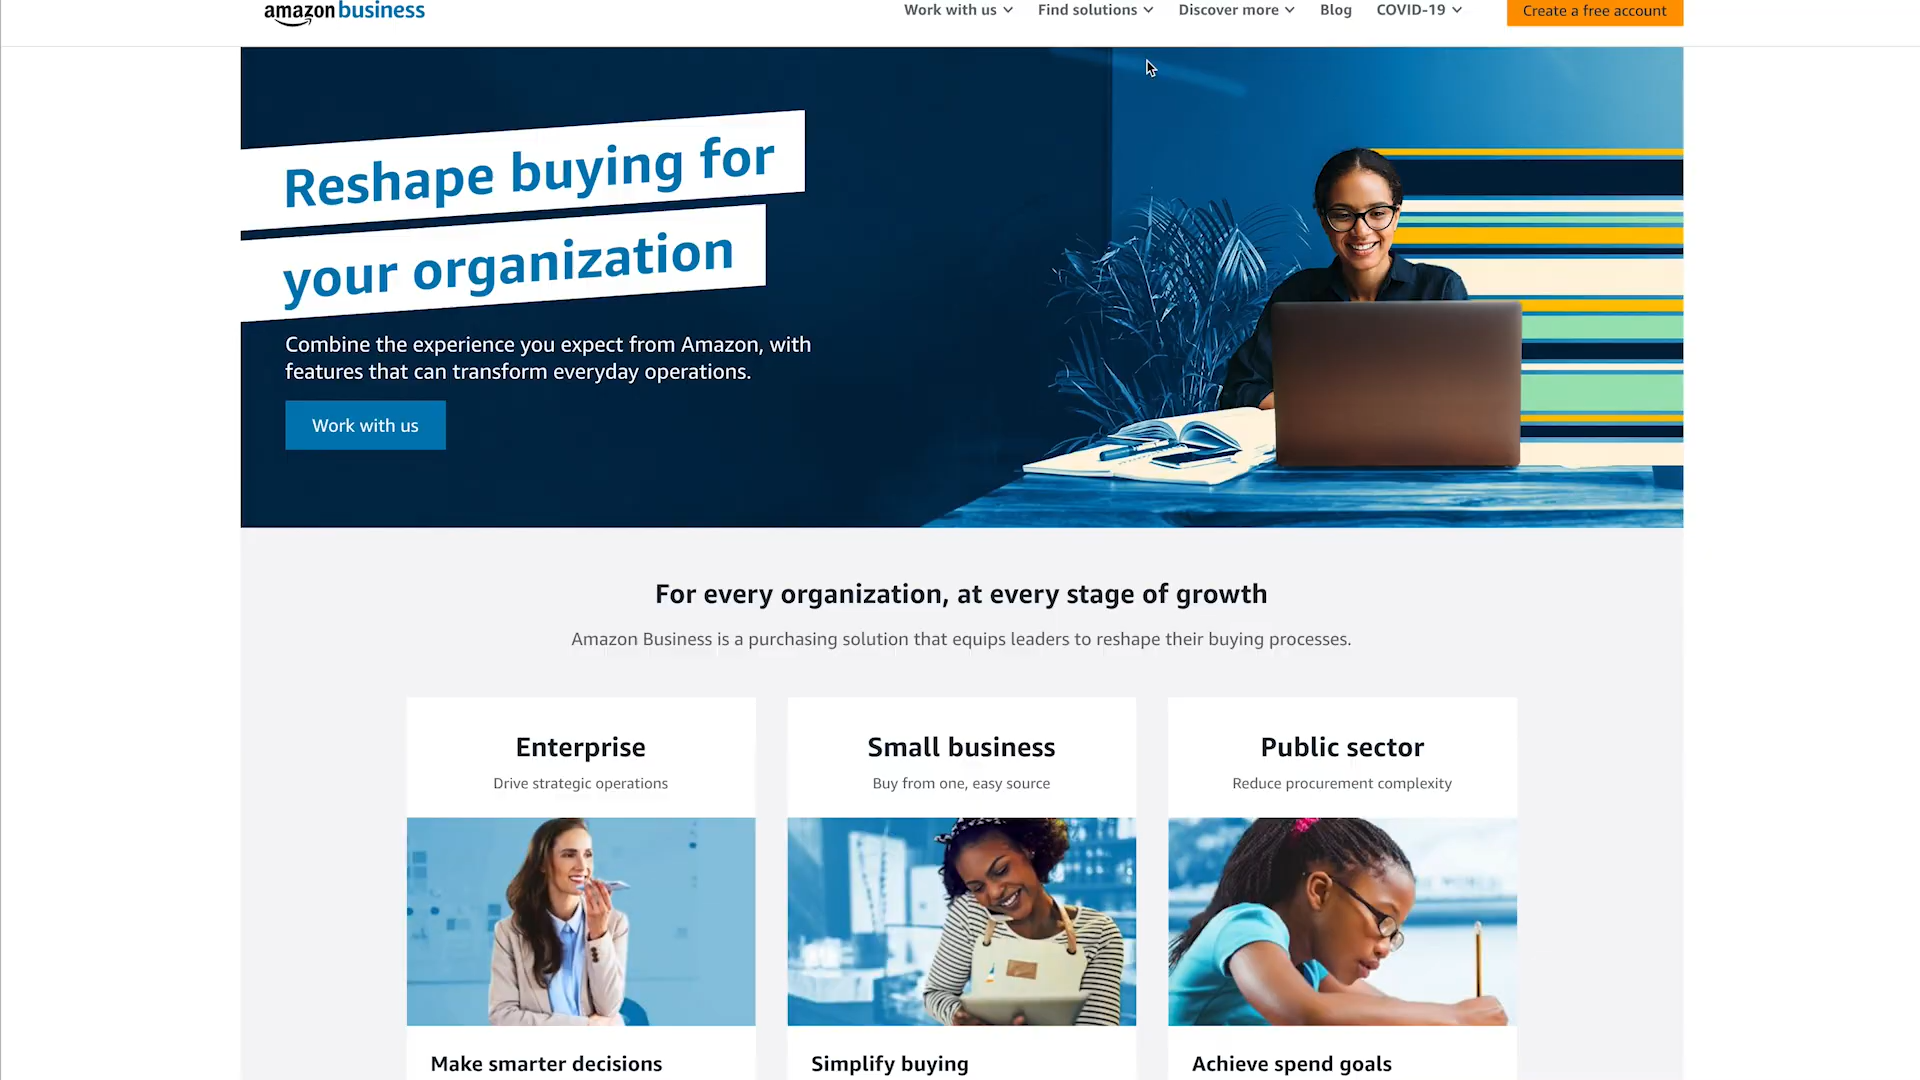 amazon business
Work with us
Find solutions
Discover more
Blog
COVID-19
Create a free account
Reshape buying for
your organization
Combine the experience you expect from Amazon, with
features that can transform everyday operations.
Work with us
For every organization, at every stage of growth
Amazon Business is a purchasing solution that equips leaders to reshape their buying processes.
Enterprise
Drive strategic operations
Small business
Buy from one, easy source
Public sector
Reduce procurement complexity
Make smarter decisions
Simplify buying
Achieve spend goals